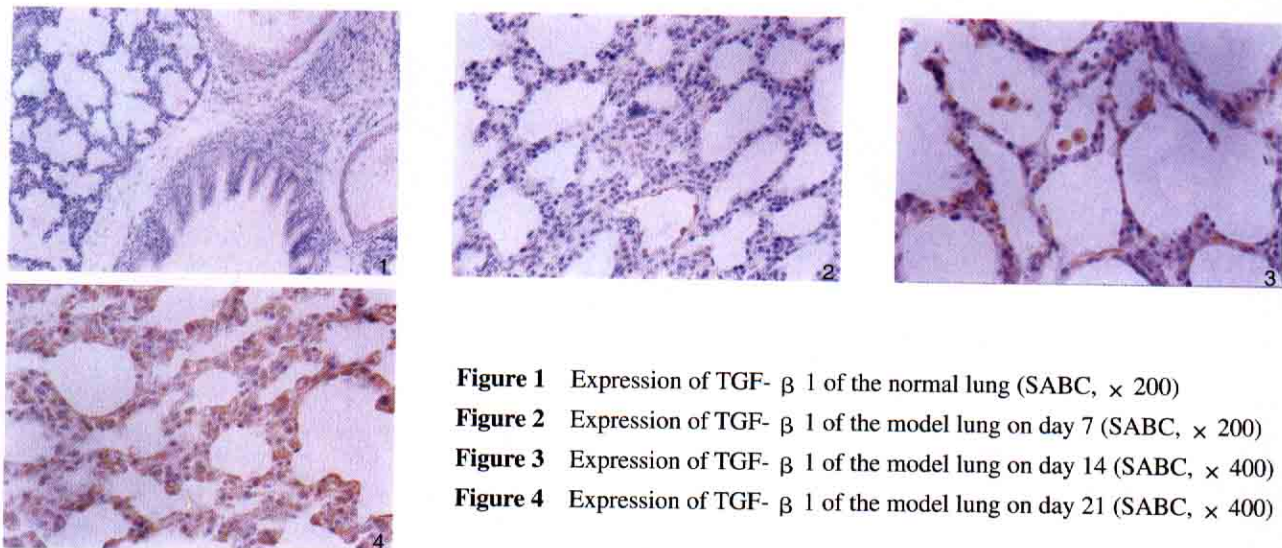 1
2
3
4
Figure 1 Expression of TGF- β 1 of the normal lung (SABC, × 200)
Figure 2 Expression of TGF- β 1 of the model lung on day 7 (SABC, × 200)
Figure 3 Expression of TGF- β 1 of the model lung on day 14 (SABC, × 400)
Figure 4 Expression of TGF- β 1 of the model lung on day 21 (SABC, × 400)